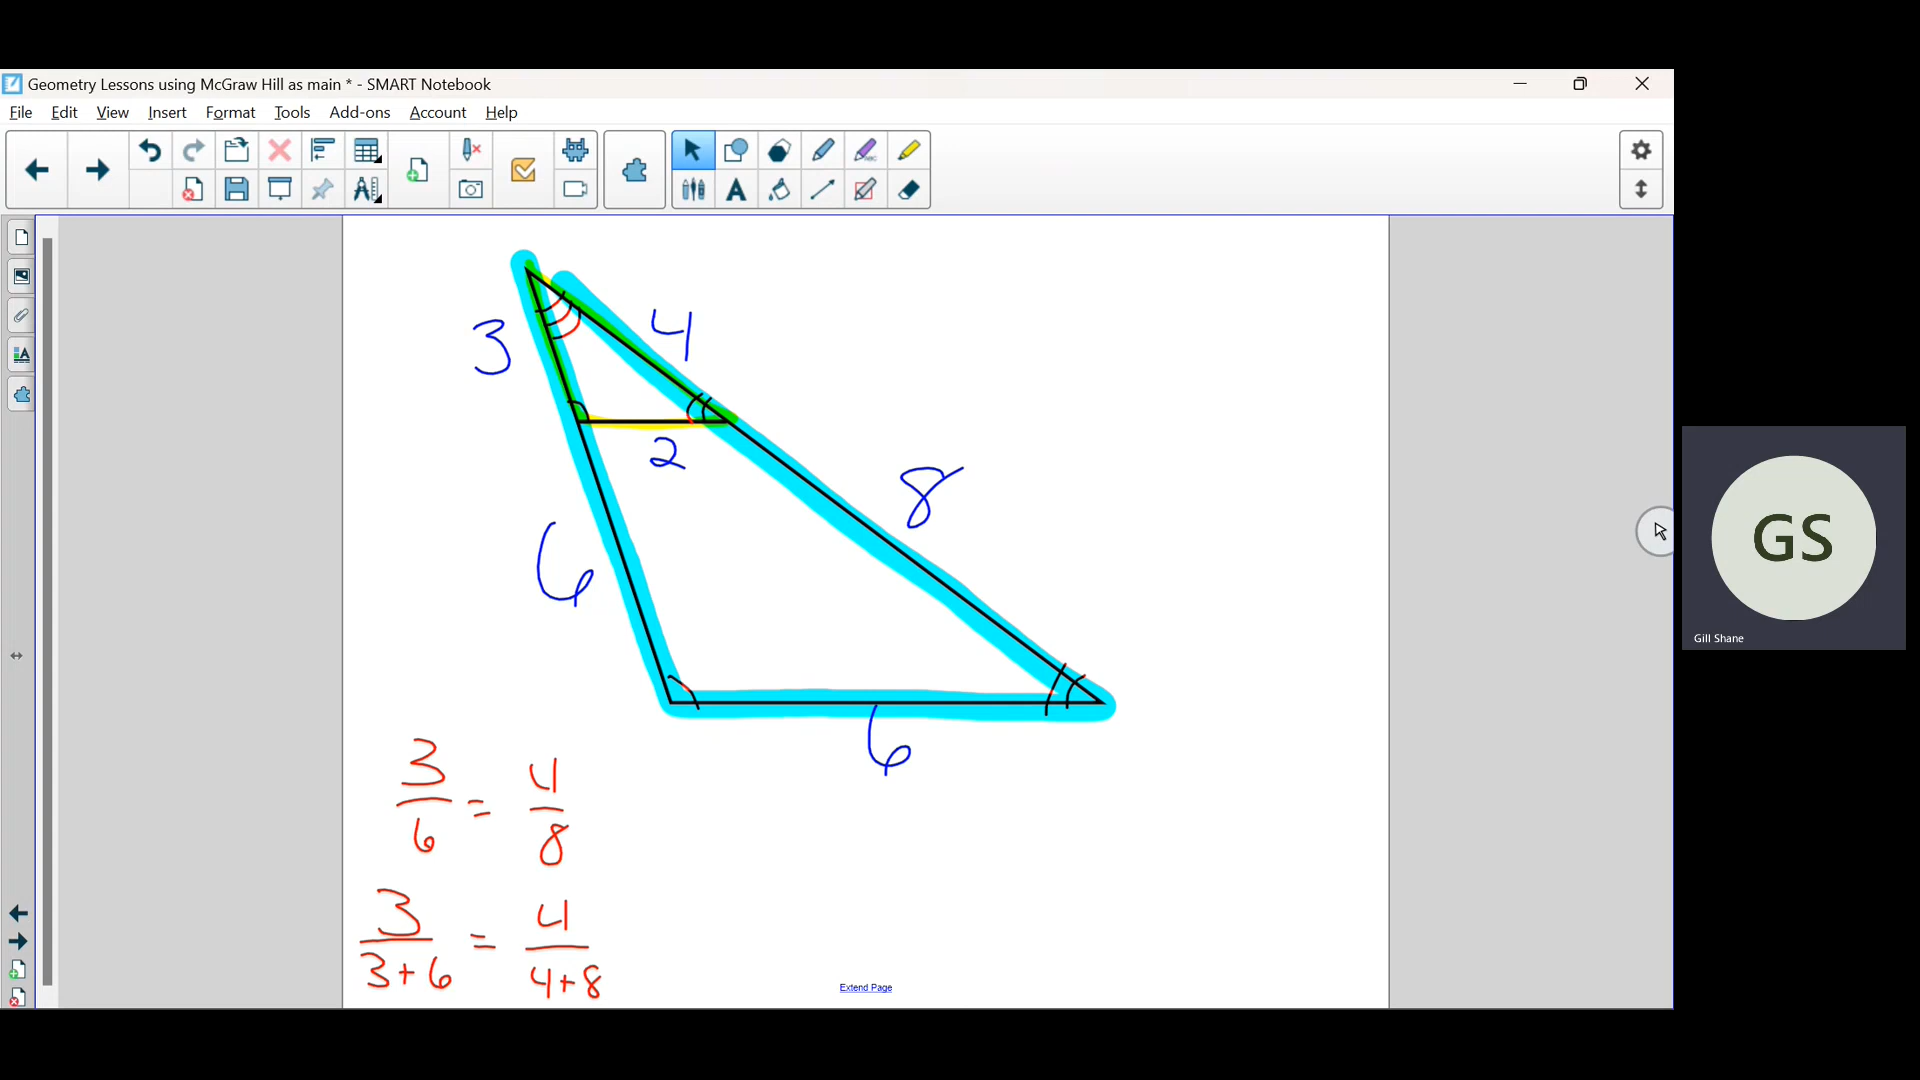 Geometry Lessons using McGraw Hill as main * - SMART Notebook
File Edit View Insert Format Tools Add-ons Account Help
3
4
2
8
6
6
3/6 = 4/8
3/(3+6) = 4/(4+8)
Extend Page
GS
Gill Shane